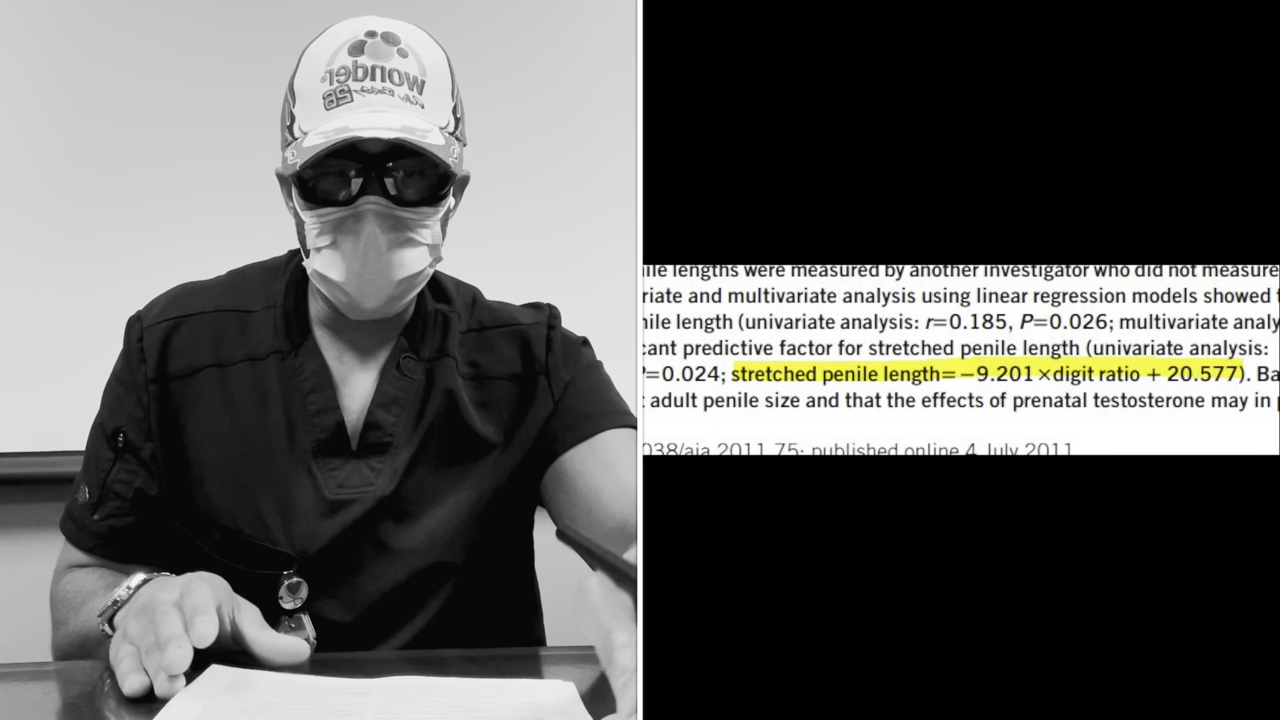 wonder
26
ile lengths were measured by another investigator who did not measure
riate and multivariate analysis using linear regression models showed
nile length (univariate analysis: r=0.185, P=0.026; multivariate analy
cant predictive factor for stretched penile length (univariate analysis:
=0.024; stretched penile length=−9.201×digit ratio + 20.577). Ba
adult penile size and that the effects of prenatal testosterone may in
038/aja.2011.75; published online 4 July 2011